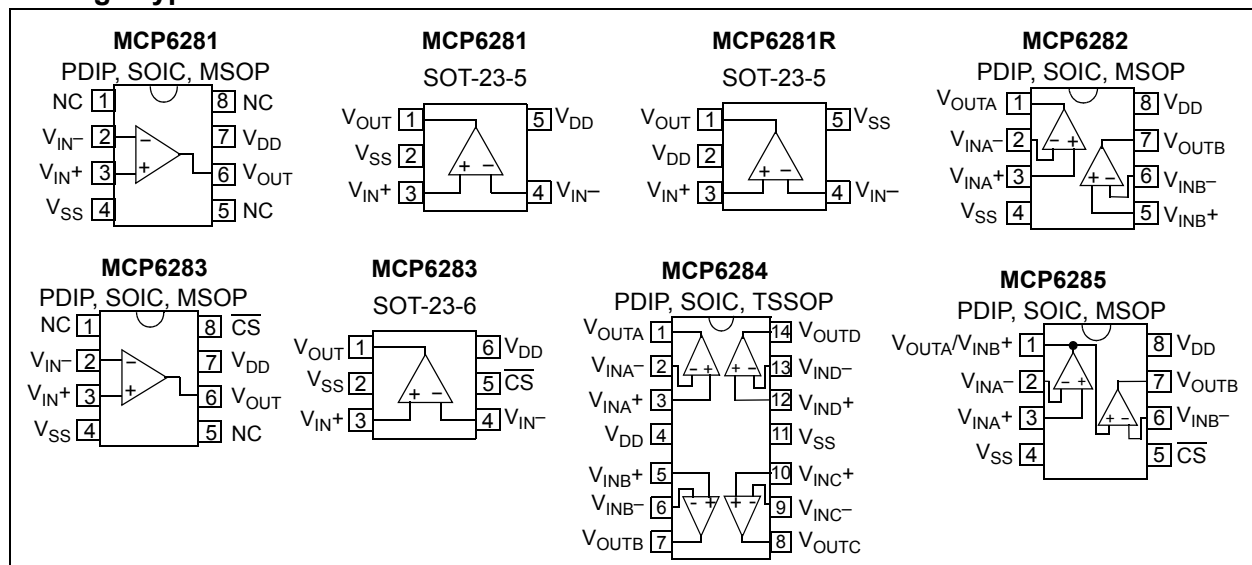 MCP6281
PDIP, SOIC, MSOP
NC 1 8 NC
VIN– 2 7 VDD
VIN+ 3 6 VOUT
VSS 4 5 NC
– +
MCP6281
SOT-23-5
VOUT 1 5 VDD
VSS 2
VIN+ 3 4 VIN–
+ –
MCP6281R
SOT-23-5
VOUT 1 5 VSS
VDD 2
VIN+ 3 4 VIN–
+ –
MCP6282
PDIP, SOIC, MSOP
VOUTA 1 8 VDD
VINA– 2 7 VOUTB
VINA+ 3 6 VINB–
VSS 4 5 VINB+
- +
+ -
MCP6283
PDIP, SOIC, MSOP
NC 1 8 CS
VIN– 2 7 VDD
VIN+ 3 6 VOUT
VSS 4 5 NC
– +
MCP6283
SOT-23-6
VOUT 1 6 VDD
VSS 2 5 CS
VIN+ 3 4 VIN–
+ –
MCP6284
PDIP, SOIC, TSSOP
VOUTA 1 14 VOUTD
VINA– 2 13 VIND–
VINA+ 3 12 VIND+
VDD 4 11 VSS
VINB+ 5 10 VINC+
VINB– 6 9 VINC–
VOUTB 7 8 VOUTC
- + + -
- + + -
MCP6285
PDIP, SOIC, MSOP
VOUTA/VINB+ 1 8 VDD
VINA– 2 7 VOUTB
VINA+ 3 6 VINB–
VSS 4 5 CS
- +
+ -